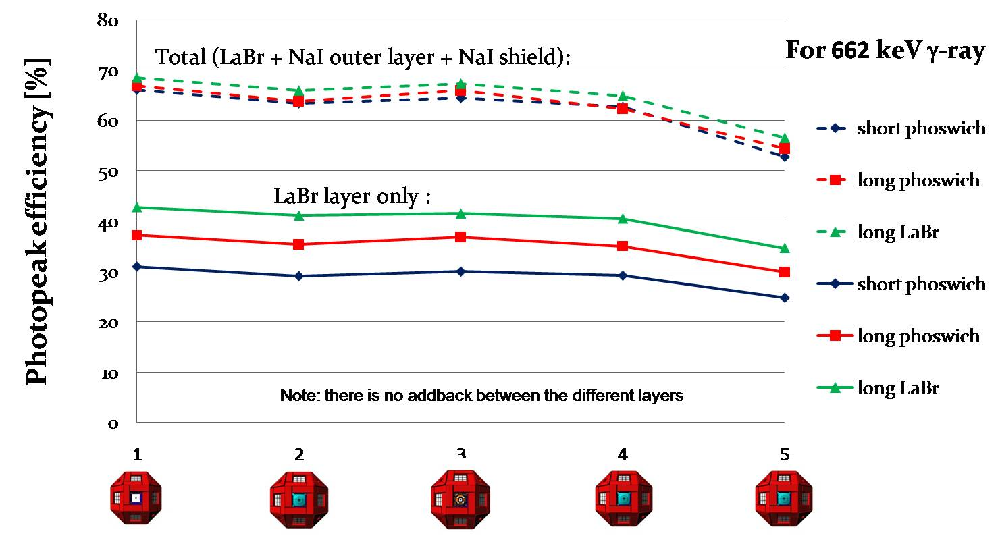 80
Total (LaBr + NaI outer layer + NaI shield):
For 662 keV γ-ray
70
60
50
40
30
20
10
0
Photopeak efficiency [%]
LaBr layer only :
Note: there is no addback between the different layers
short phoswich
long phoswich
long LaBr
short phoswich
long phoswich
long LaBr
1 2 3 4 5